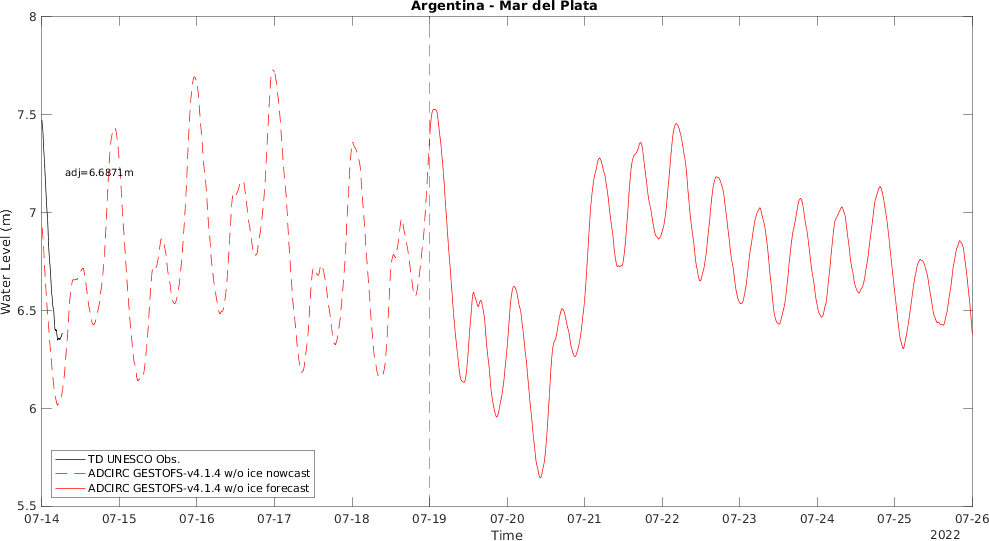 Argentina - Mar del Plata
8
7.5
7
6.5
6
5.5
Water Level (m)
adj=6.6871m
TD UNESCO Obs.
ADCIRC GESTOFS-v4.1.4 w/o ice nowcast
ADCIRC GESTOFS-v4.1.4 w/o ice forecast
07-14 07-15 07-16 07-17 07-18 07-19 07-20 07-21 07-22 07-23 07-24 07-25 07-26
Time
2022